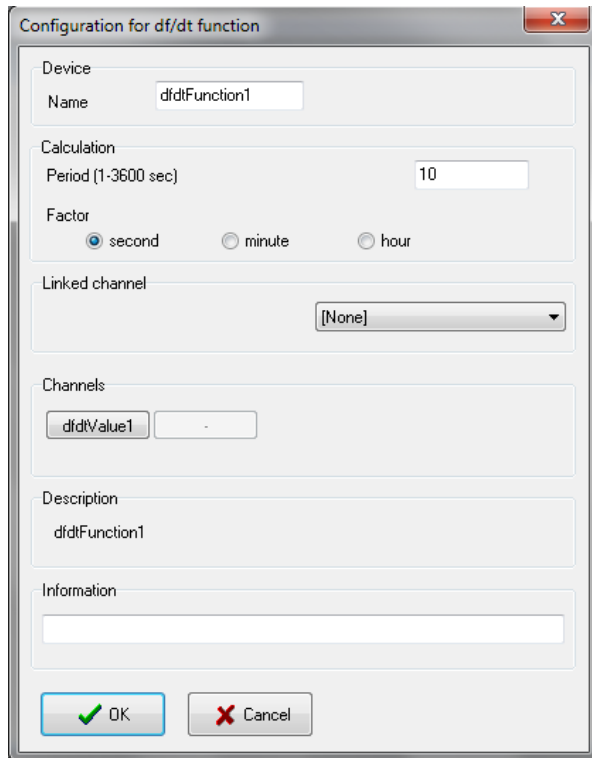 Configuration for df/dt function
Device
Name dfdtFunction1
Calculation
Period (1-3600 sec) 10
Factor
second minute hour
Linked channel
[None]
Channels
dfdtValue1 -
Description
dfdtFunction1
Information
OK Cancel